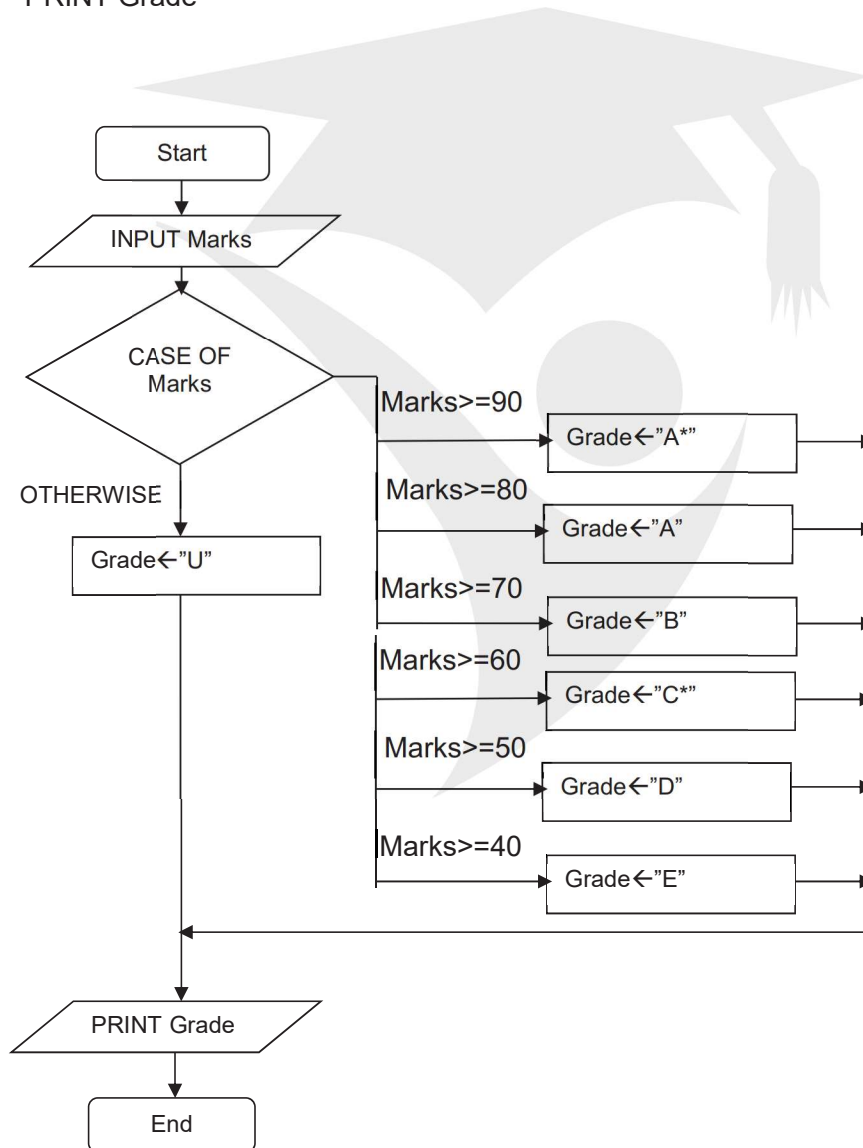 PRINT Grade
Start
INPUT Marks
CASE OF
Marks
Marks>=90
Grade←”A*”
OTHERWISE
Marks>=80
Grade←”A”
Grade←”U”
Marks>=70
Grade←”B”
Marks>=60
Grade←”C*”
Marks>=50
Grade←”D”
Marks>=40
Grade←”E”
PRINT Grade
End